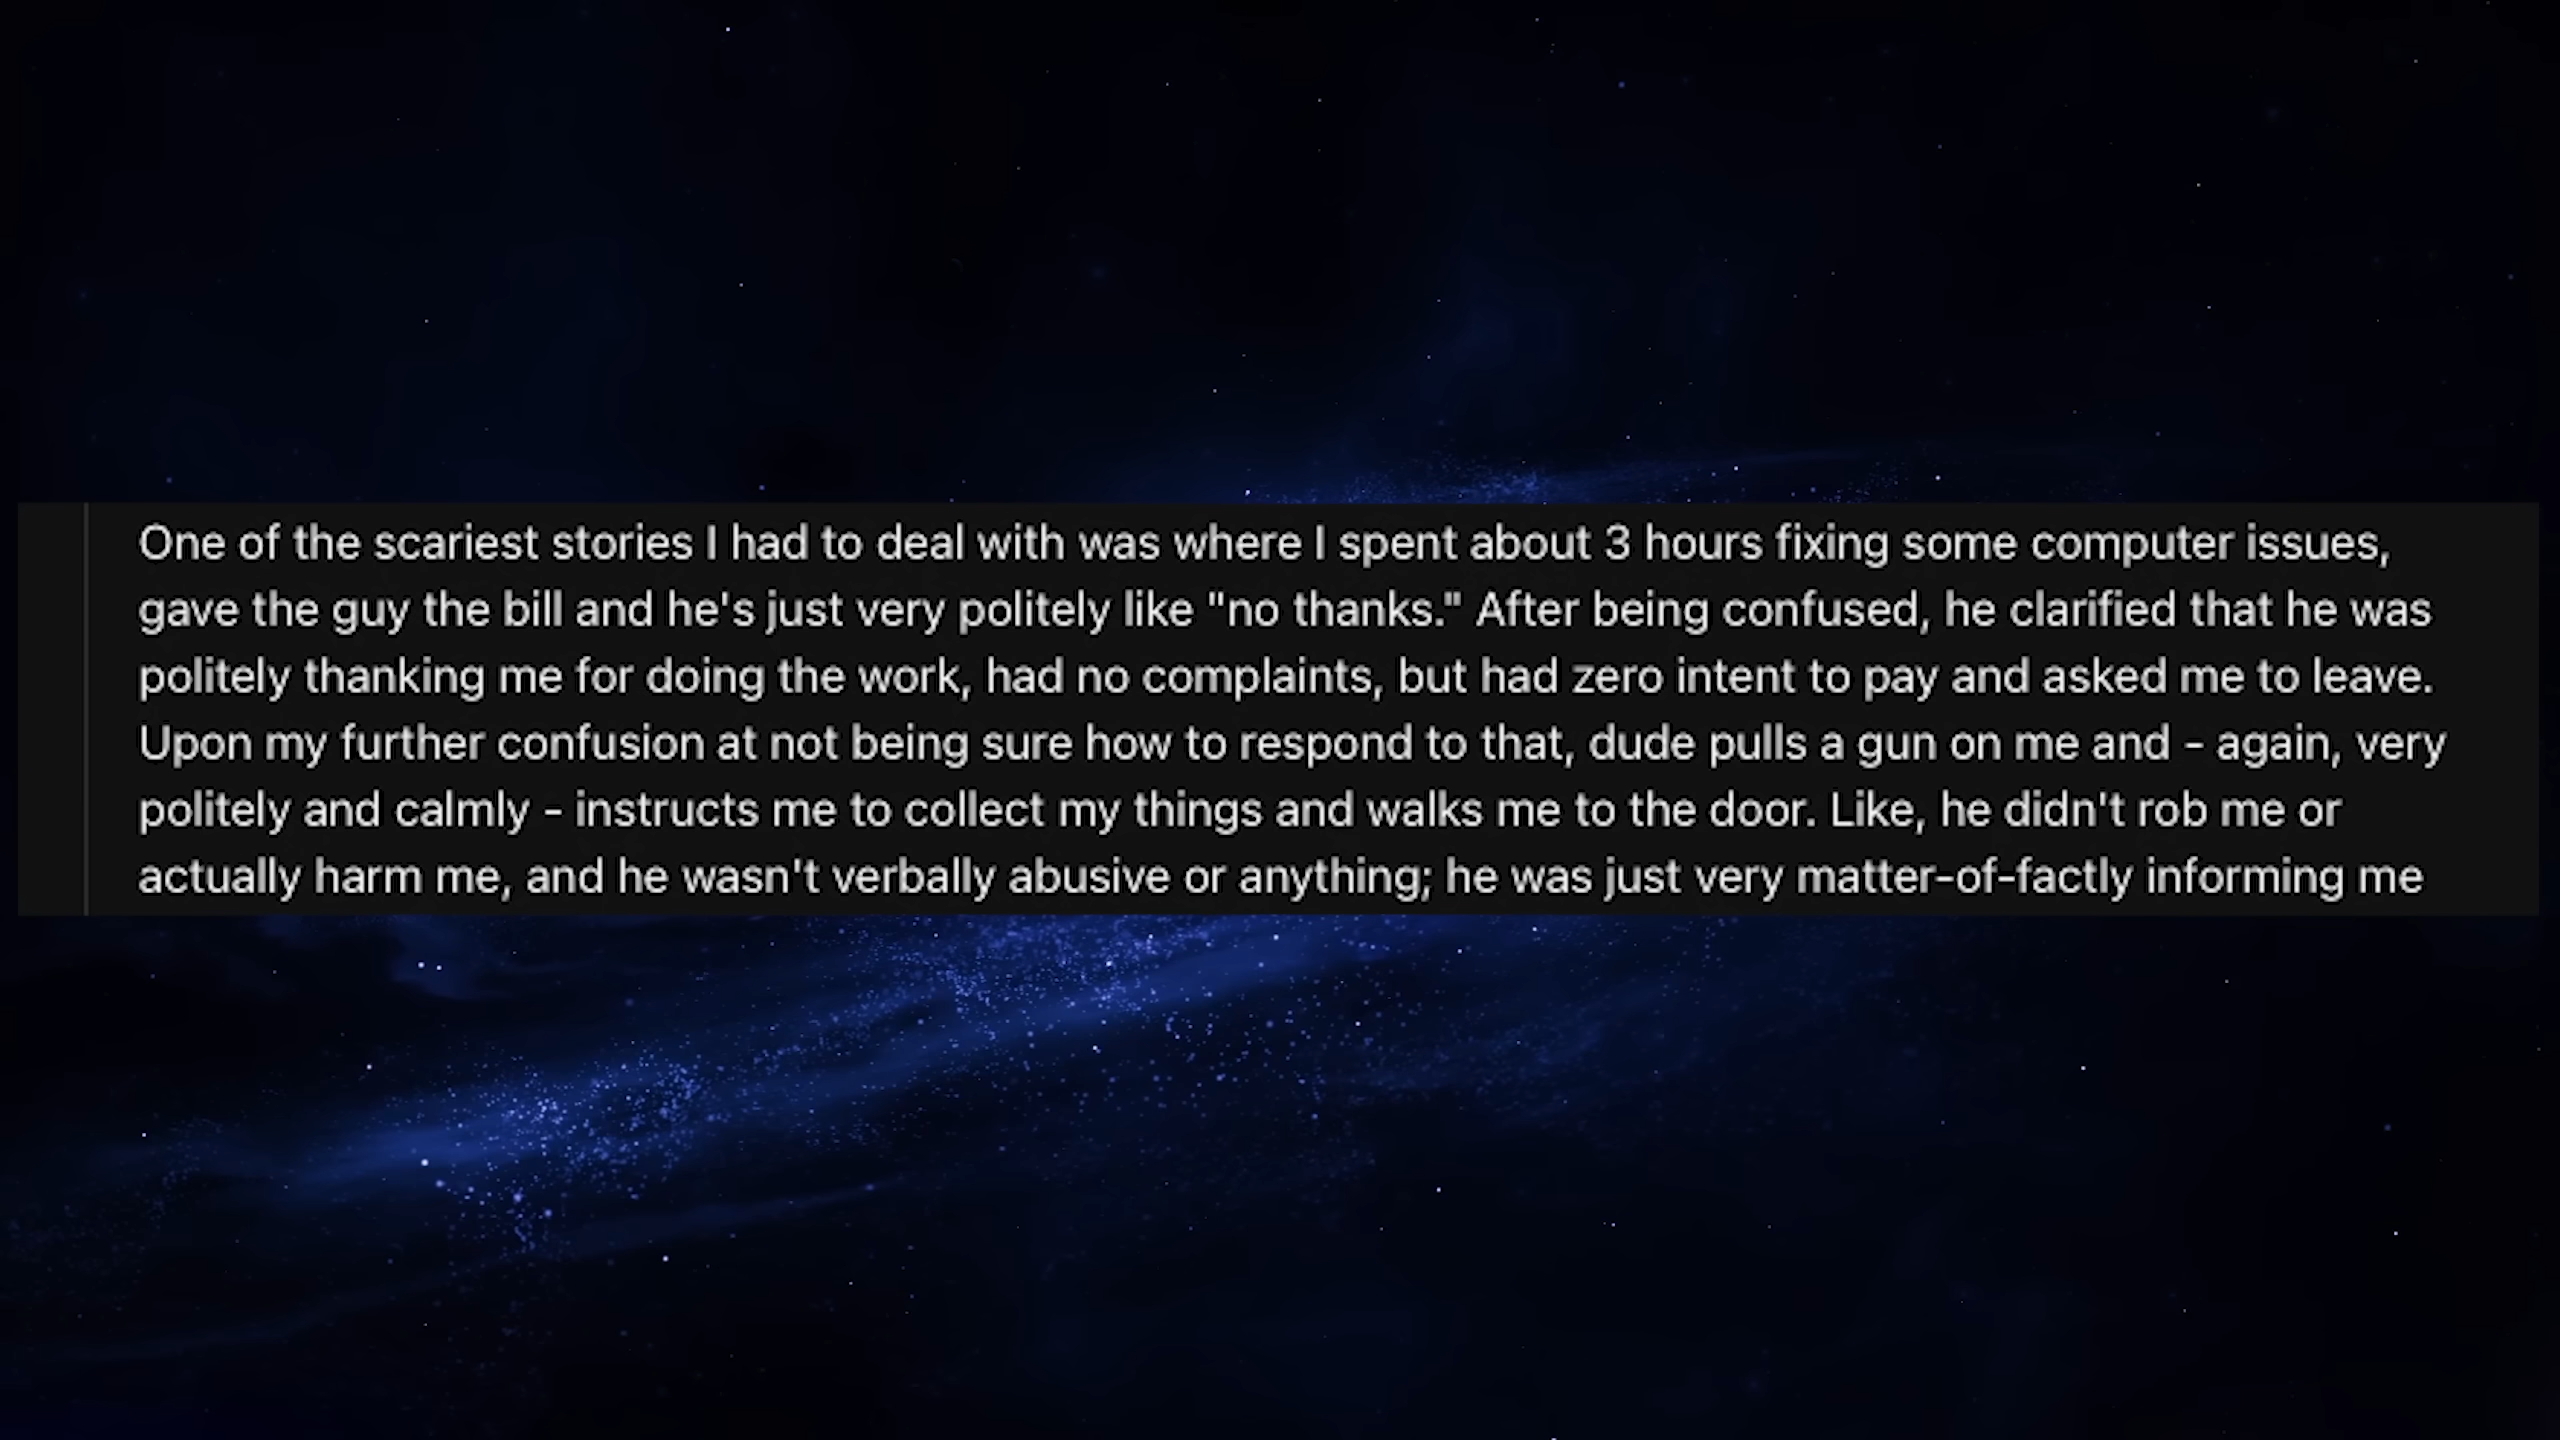 One of the scariest stories I had to deal with was where I spent about 3 hours fixing some computer issues,
gave the guy the bill and he's just very politely like "no thanks." After being confused, he clarified that he was
politely thanking me for doing the work, had no complaints, but had zero intent to pay and asked me to leave.
Upon my further confusion at not being sure how to respond to that, dude pulls a gun on me and - again, very
politely and calmly - instructs me to collect my things and walks me to the door. Like, he didn't rob me or
actually harm me, and he wasn't verbally abusive or anything; he was just very matter-of-factly informing me